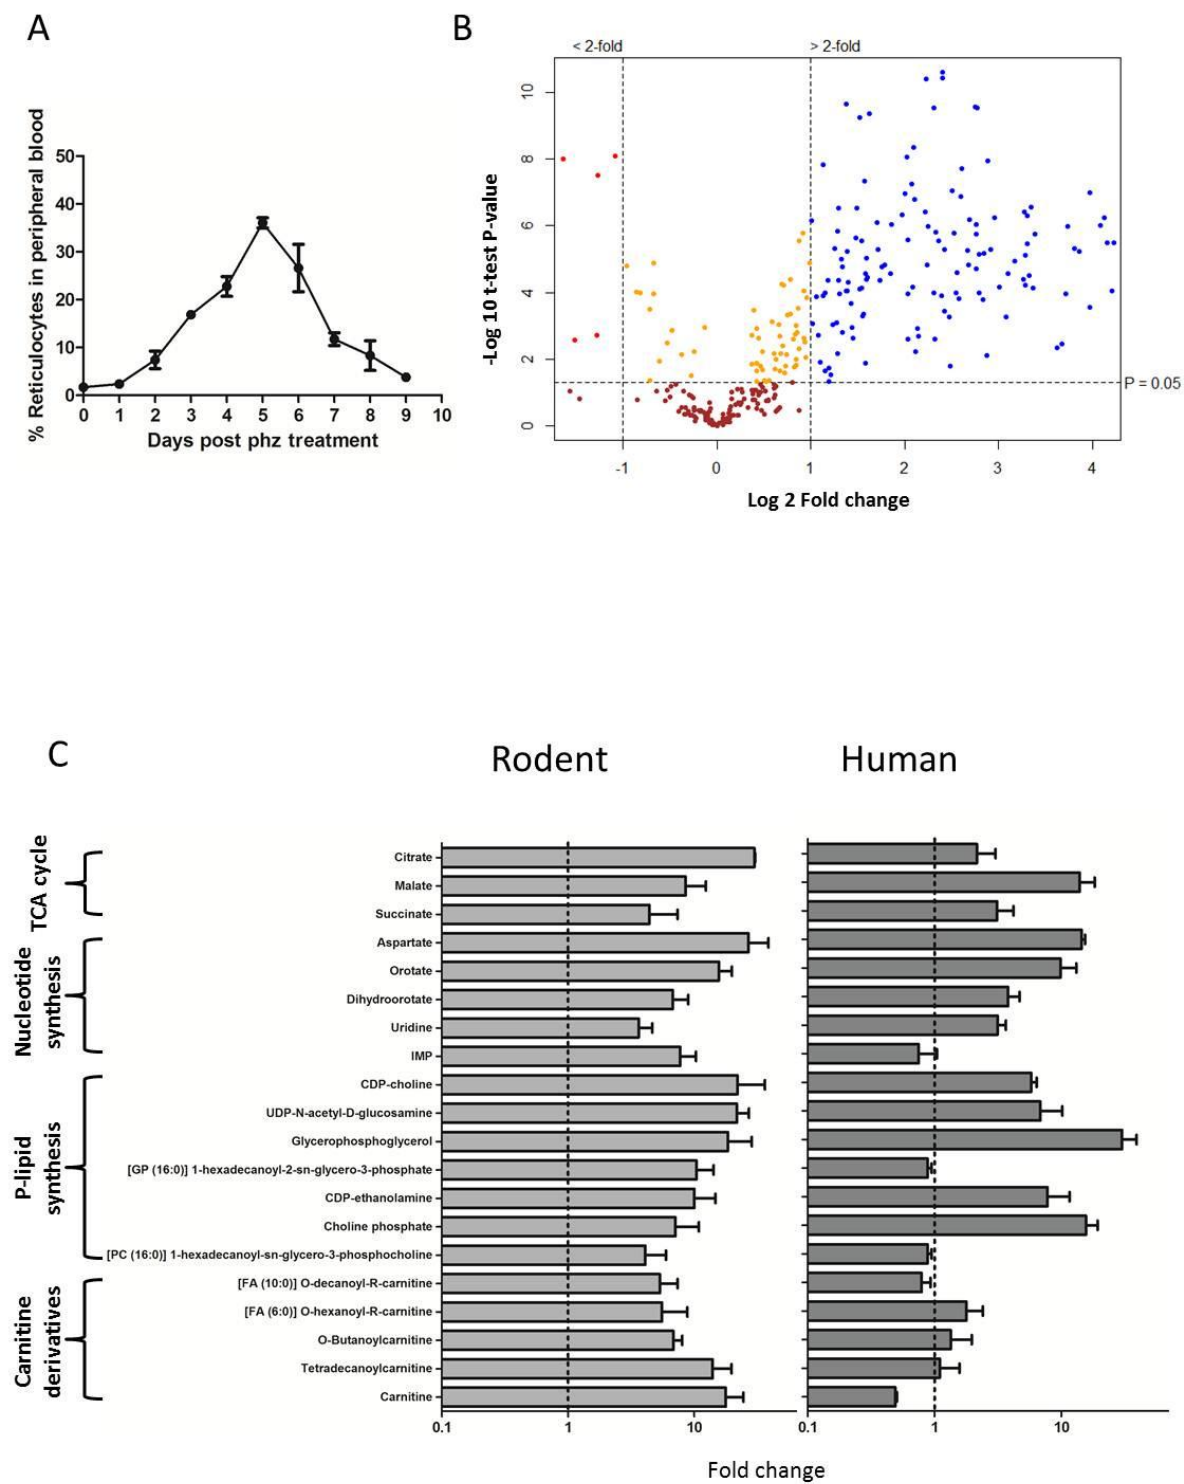 A
% Reticulocytes in peripheral blood
50
40
30
20
10
0
0 1 2 3 4 5 6 7 8 9 10
Days post phz treatment
B
< 2-fold
> 2-fold
-Log 10 t-test P-value
10
8
6
4
2
0
P = 0.05
-1 0 1 2 3 4
Log 2 Fold change
C
Rodent
Human
TCA cycle
Citrate
Malate
Succinate
Nucleotide
synthesis
Aspartate
Orotate
Dihydroorotate
Uridine
IMP
P-lipid
synthesis
CDP-choline
UDP-N-acetyl-D-glucosamine
Glycerophosphoglycerol
[GP (16:0)] 1-hexadecanoyl-2-sn-glycero-3-phosphate
CDP-ethanolamine
Choline phosphate
[PC (16:0)] 1-hexadecanoyl-sn-glycero-3-phosphocholine
Carnitine
derivatives
[FA (10:0)] O-decanoyl-R-carnitine
[FA (6:0)] O-hexanoyl-R-carnitine
O-Butanoylcarnitine
Tetradecanoylcarnitine
Carnitine
0.1 1 10
0.1 1 10
Fold change